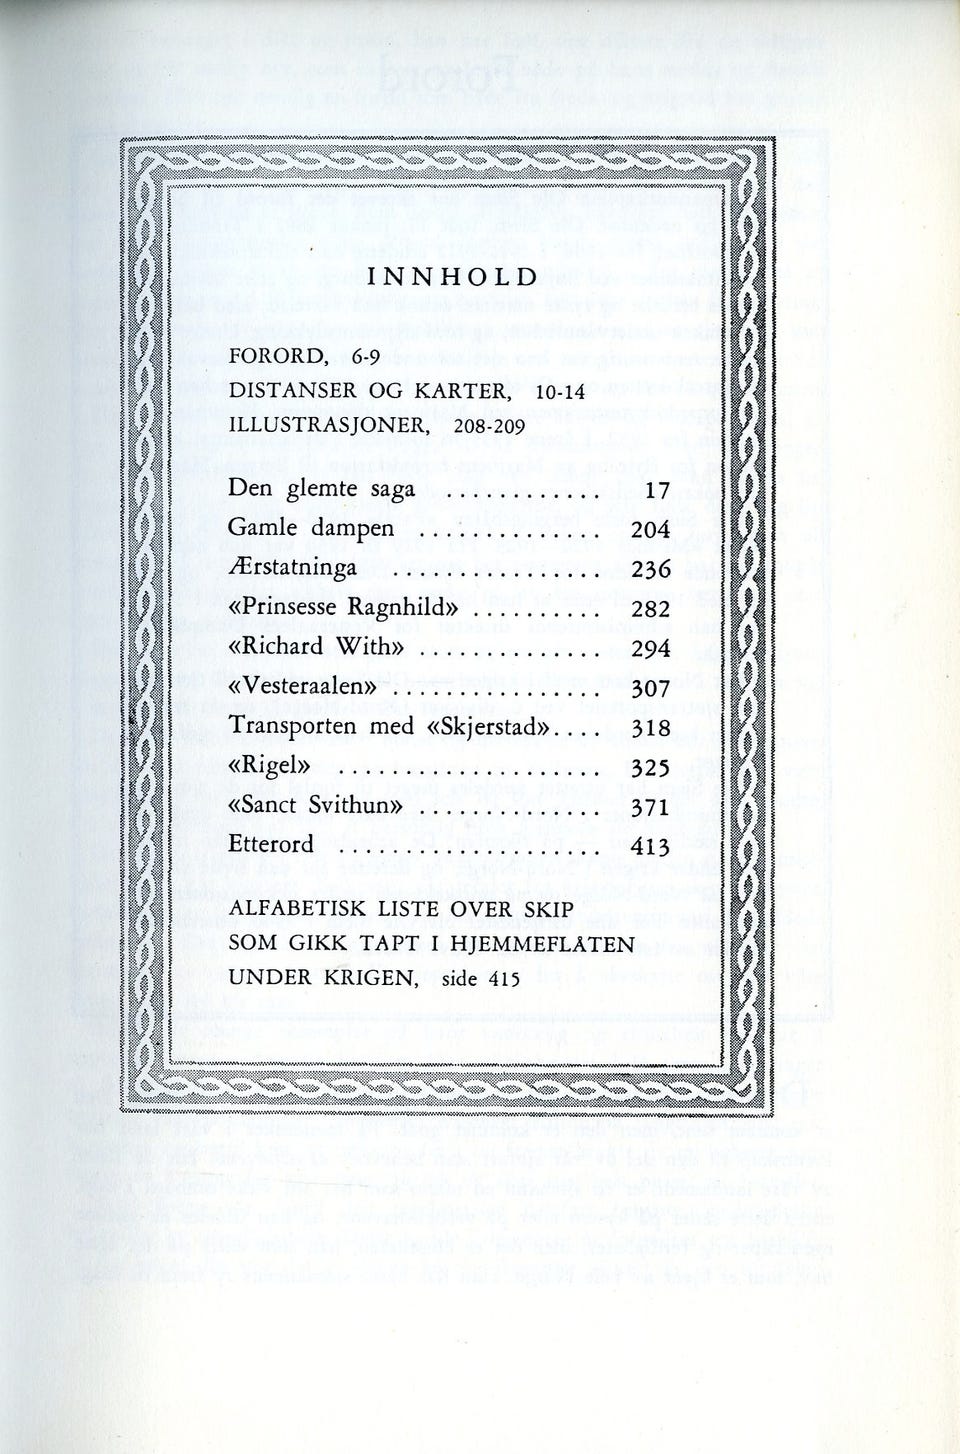 INNHOLD
FORORD, 6-9
DISTANSER OG KARTER, 10-14
ILLUSTRASJONER, 208-209
Den glemte saga ............ 17
Gamle dampen .............. 204
Ærstatninga ................ 236
«Prinsesse Ragnhild» .......... 282
«Richard With» .............. 294
«Vesteraalen» ................ 307
Transporten med «Skjerstad».... 318
«Rigel» .................... 325
«Sanct Svithun» .............. 371
Etterord .................... 413
ALFABETISK LISTE OVER SKIP
SOM GIKK TAPT I HJEMMEFLÅTEN
UNDER KRIGEN, side 415